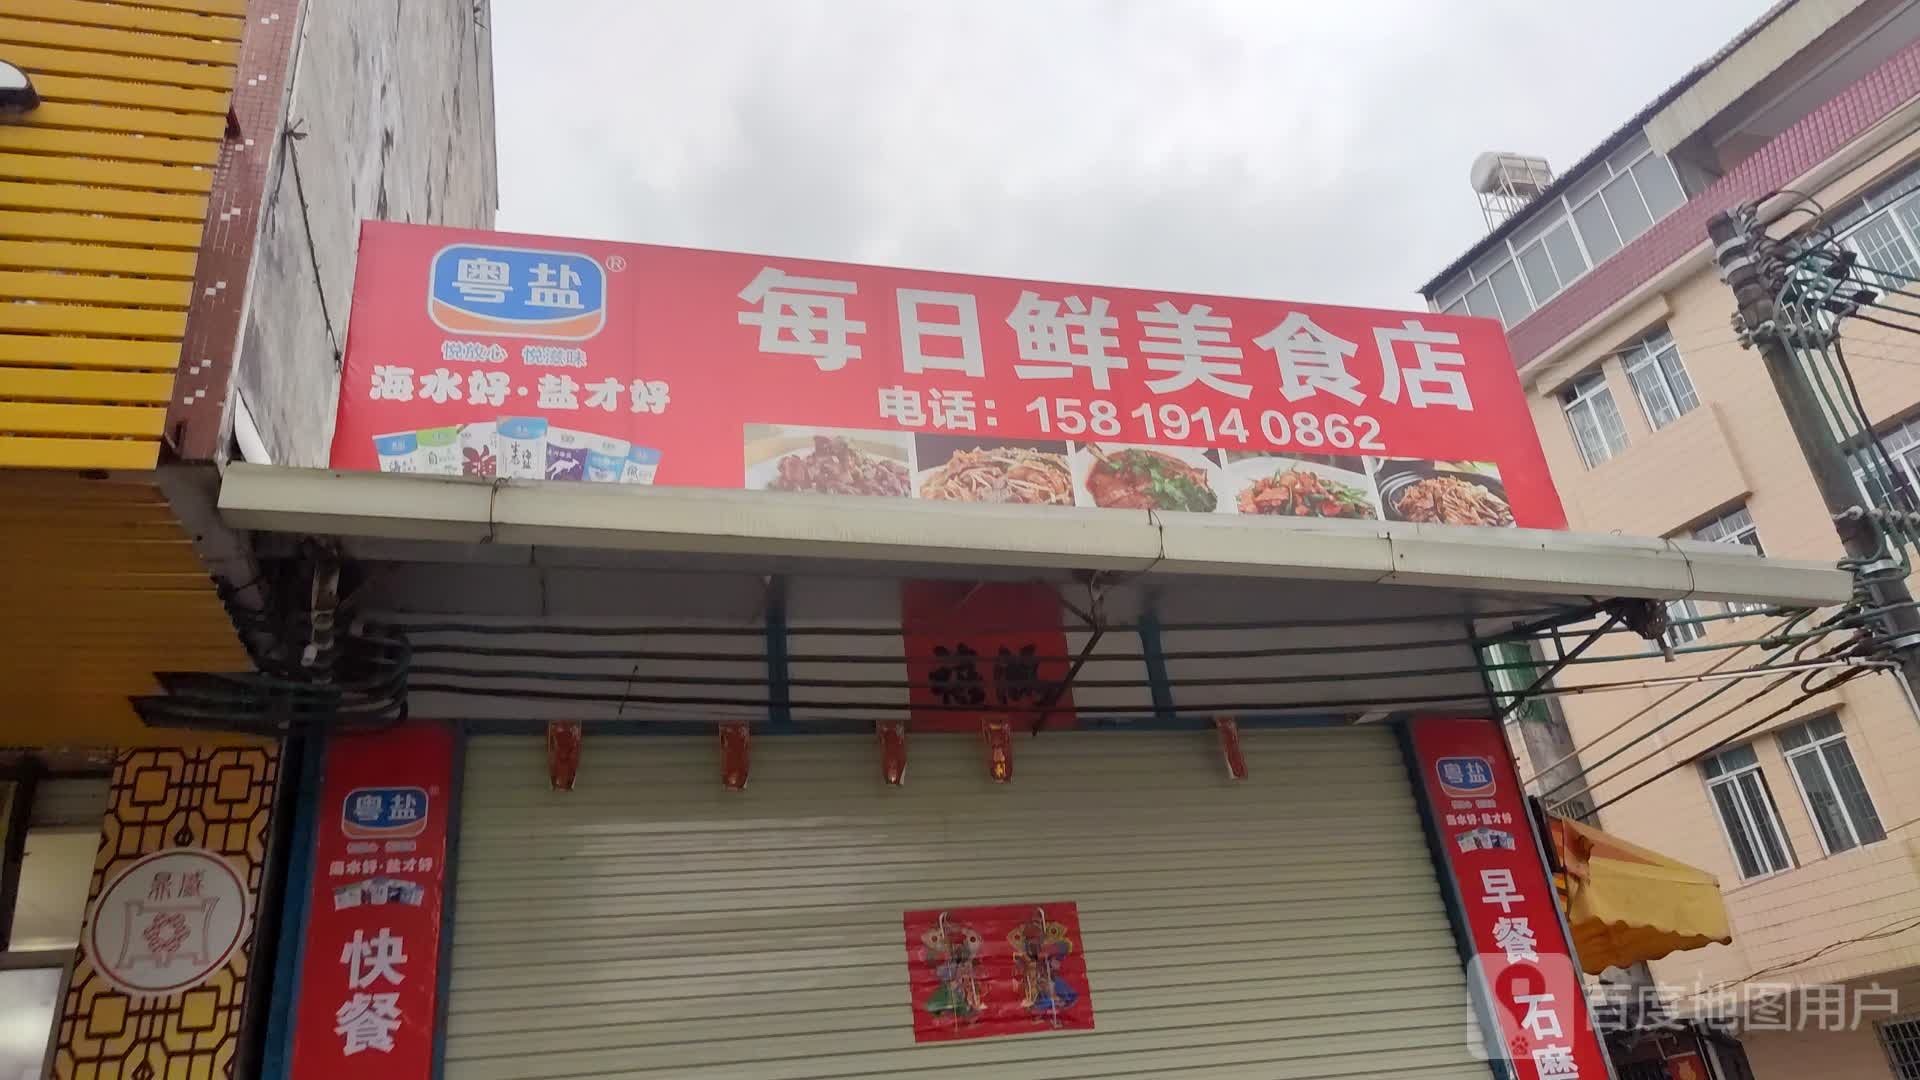 粤盐®
悦放心 悦滋味
海水好·盐才好
每日鲜美食店
电话：158 1914 0862
粤盐
海水好·盐才好
快餐
粤盐
海水好·盐才好
早餐
石磨
百度地图用户